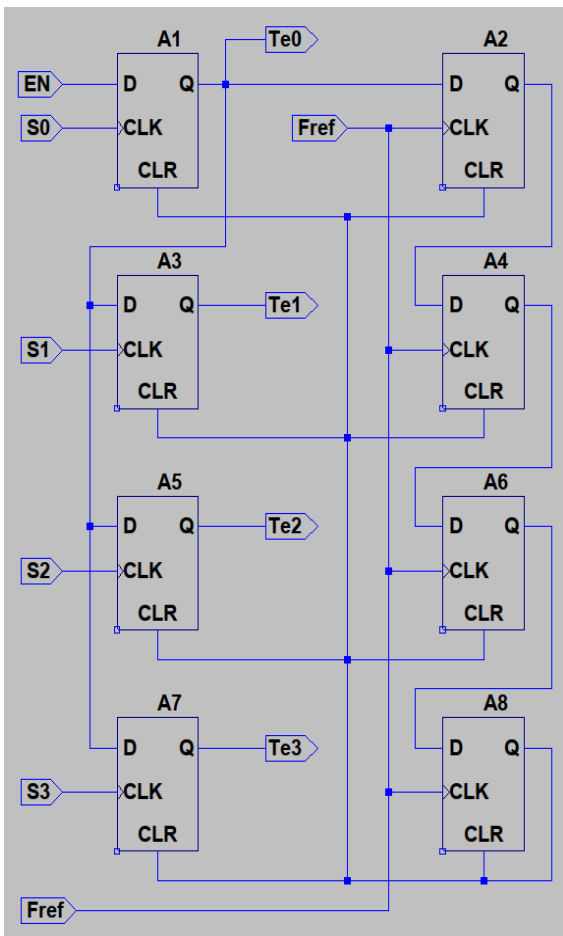 A1
Te0
A2
EN
D
Q
D
Q
S0
CLK
Fref
CLK
CLR
CLR
A3
A4
D
Q
Te1
D
Q
S1
CLK
CLK
CLR
CLR
A5
A6
D
Q
Te2
D
Q
S2
CLK
CLK
CLR
CLR
A7
A8
D
Q
Te3
D
Q
S3
CLK
CLK
CLR
CLR
Fref